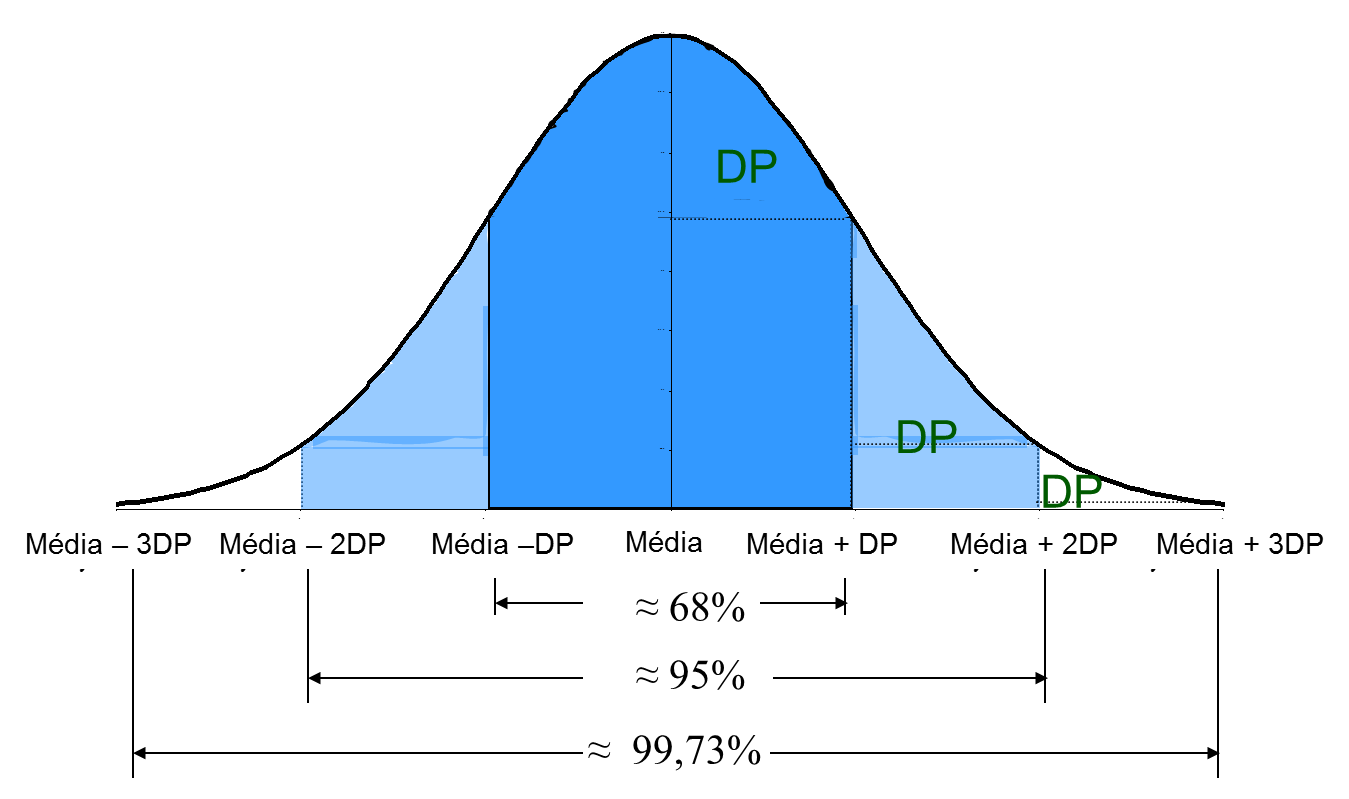 DP
DP
DP
Média – 3DP Média – 2DP Média –DP Média Média + DP Média + 2DP Média + 3DP
≈ 68%
≈ 95%
≈ 99,73%